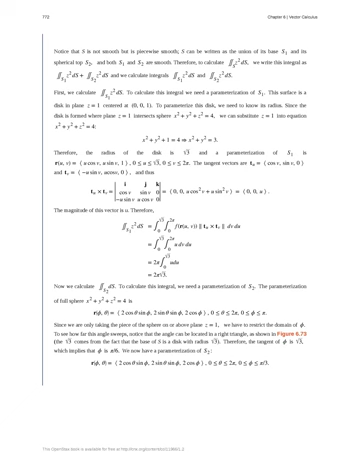 772 Chapter 6 | Vector Calculus
Notice that S is not smooth but is piecewise smooth; S can be written as the union of its base S₁ and its
spherical top S₂, and both S₁ and S₂ are smooth. Therefore, to calculate ∬_S z² dS, we write this integral as
∬_S₁ z² dS + ∬_S₂ z² dS and we calculate integrals ∬_S₁ z² dS and ∬_S₂ z² dS.
First, we calculate ∬_S₁ z² dS. To calculate this integral we need a parameterization of S₁. This surface is a
disk in plane z = 1 centered at (0, 0, 1). To parameterize this disk, we need to know its radius. Since the
disk is formed where plane z = 1 intersects sphere x² + y² + z² = 4, we can substitute z = 1 into equation
x² + y² + z² = 4:
x² + y² + 1 = 4 ⇒ x² + y² = 3.
Therefore, the radius of the disk is √3 and a parameterization of S₁ is
r(u, v) = ⟨ u cos v, u sin v, 1 ⟩, 0 ≤ u ≤ √3, 0 ≤ v ≤ 2π. The tangent vectors are tᵤ = ⟨ cos v, sin v, 0 ⟩
and tᵥ = ⟨ −u sin v, u cos v, 0 ⟩, and thus
tᵤ × tᵥ = | i j k |
| cos v sin v 0 | = ⟨ 0, 0, u cos² v + u sin² v ⟩ = ⟨ 0, 0, u ⟩.
| −u sin v u cos v 0 |
The magnitude of this vector is u. Therefore,
∬_S₁ z² dS = ∫₀^√3 ∫₀^2π f(r(u, v)) ‖ tᵤ × tᵥ ‖ dv du
= ∫₀^√3 ∫₀^2π u dv du
= 2π ∫₀^√3 u du
= 2π√3.
Now we calculate ∬_S₂ dS. To calculate this integral, we need a parameterization of S₂. The parameterization
of full sphere x² + y² + z² = 4 is
r(ϕ, θ) = ⟨ 2 cos θ sin ϕ, 2 sin θ sin ϕ, 2 cos ϕ ⟩, 0 ≤ θ ≤ 2π, 0 ≤ ϕ ≤ π.
Since we are only taking the piece of the sphere on or above plane z = 1, we have to restrict the domain of ϕ.
To see how far this angle sweeps, notice that the angle can be located in a right triangle, as shown in Figure 6.73
(the √3 comes from the fact that the base of S is a disk with radius √3). Therefore, the tangent of ϕ is √3,
which implies that ϕ is π/6. We now have a parameterization of S₂:
r(ϕ, θ) = ⟨ 2 cos θ sin ϕ, 2 sin θ sin ϕ, 2 cos ϕ ⟩, 0 ≤ θ ≤ 2π, 0 ≤ ϕ ≤ π/3.